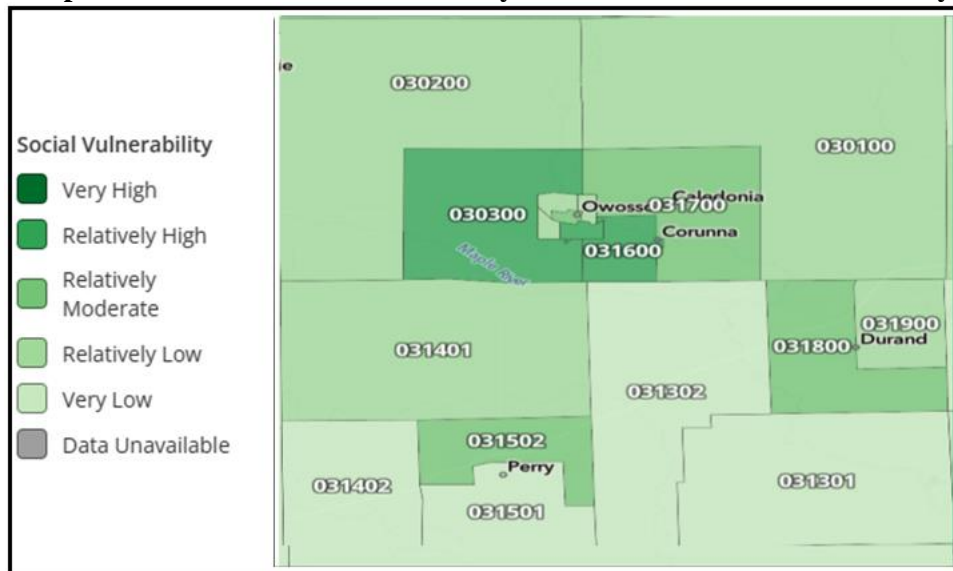 je
030200
030100
Social Vulnerability
Very High
Relatively High
Relatively
Moderate
Relatively Low
Very Low
Data Unavailable
Caledonia
Owosso
031700
030300
Corunna
031600
Maple River
031900
Durand
031800
031401
031302
031502
Perry
031402
031301
031501